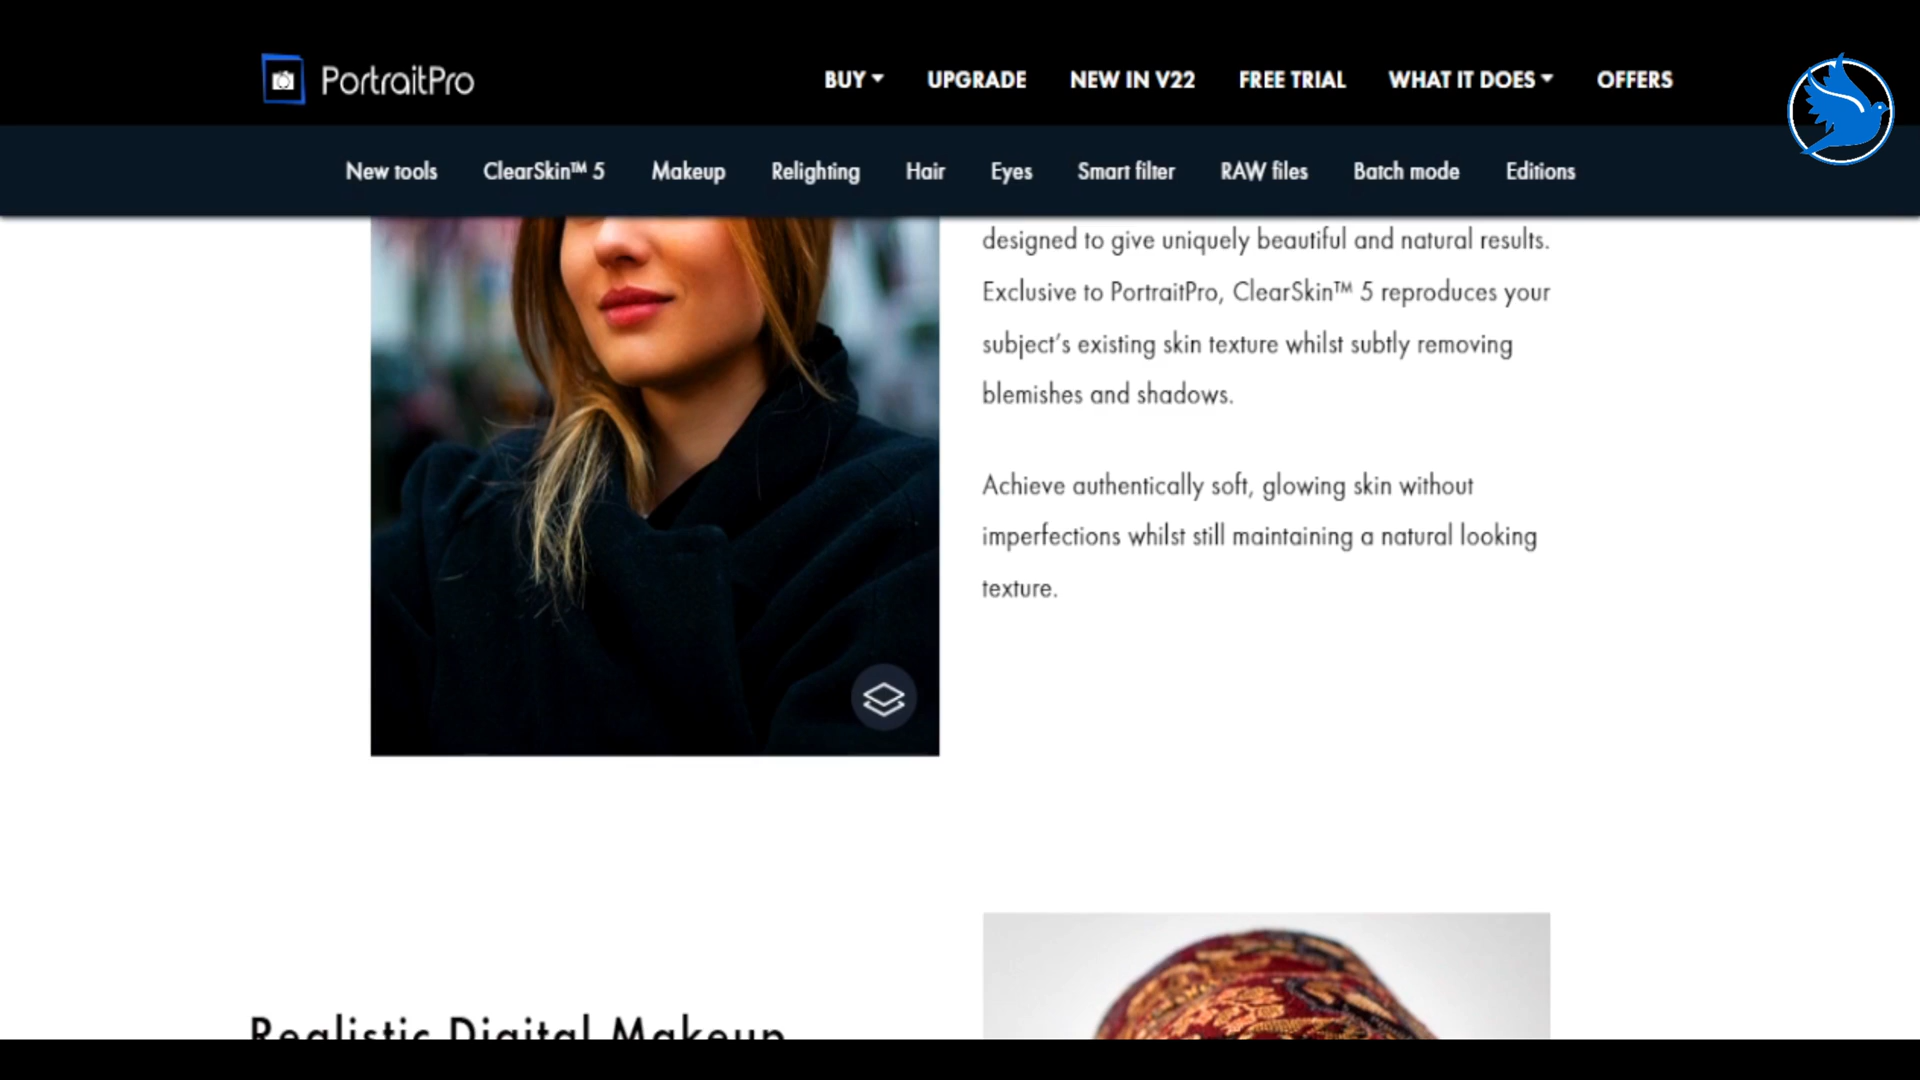 PortraitPro
BUY
UPGRADE
NEW IN V22
FREE TRIAL
WHAT IT DOES
OFFERS
New tools
ClearSkin™ 5
Makeup
Relighting
Hair
Eyes
Smart filter
RAW files
Batch mode
Editions
designed to give uniquely beautiful and natural results.
Exclusive to PortraitPro, ClearSkin™ 5 reproduces your
subject's existing skin texture whilst subtly removing
blemishes and shadows.
Achieve authentically soft, glowing skin without
imperfections whilst still maintaining a natural looking
texture.
Realistic Digital Makeup